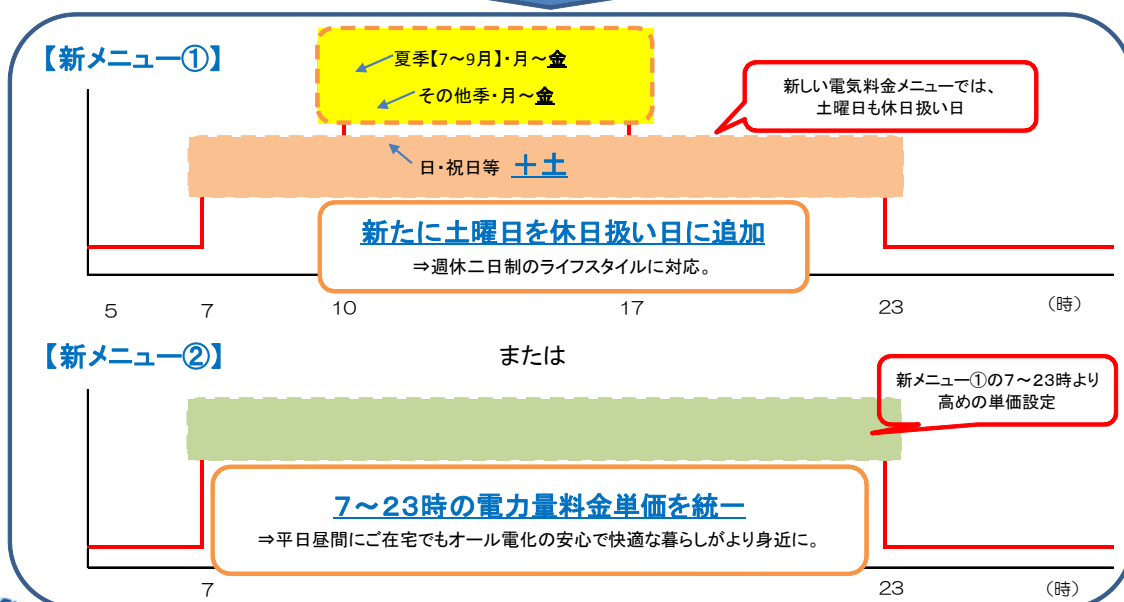 【新メニュー①】
夏季【7～9月】・月～金
その他季・月～金
新しい電気料金メニューでは、
土曜日も休日扱い日
日・祝日等 ＋土
新たに土曜日を休日扱い日に追加
⇒週休二日制のライフスタイルに対応。
5 7 10 17 23 （時）
【新メニュー②】
または
新メニュー①の7～23時より
高めの単価設定
７～２３時の電力量料金単価を統一
⇒平日昼間にご在宅でもオール電化の安心で快適な暮らしがより身近に。
7 23 （時）